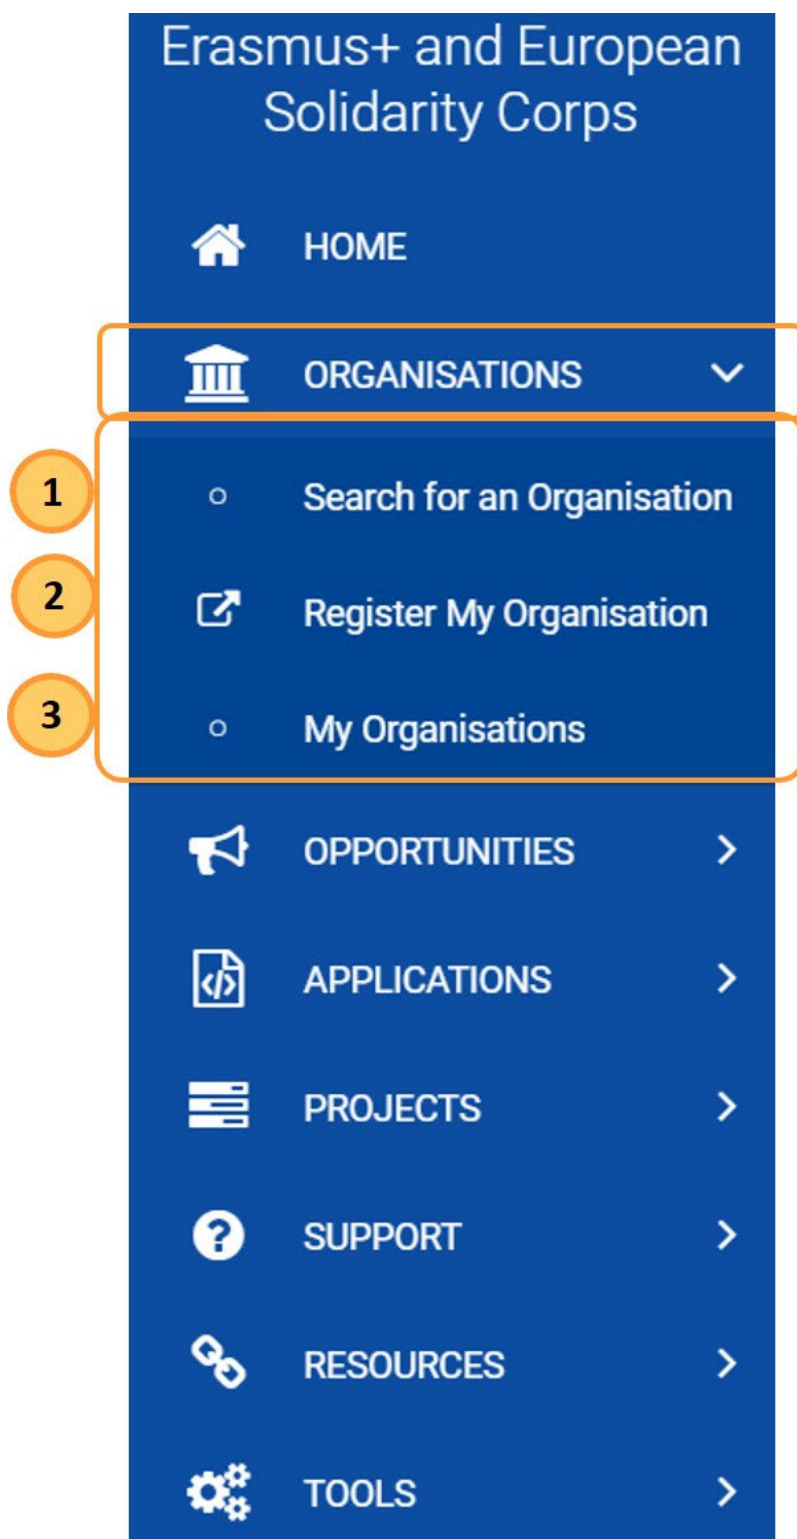 Erasmus+ and European
Solidarity Corps
HOME
ORGANISATIONS
1 Search for an Organisation
2 Register My Organisation
3 My Organisations
OPPORTUNITIES
APPLICATIONS
PROJECTS
SUPPORT
RESOURCES
TOOLS